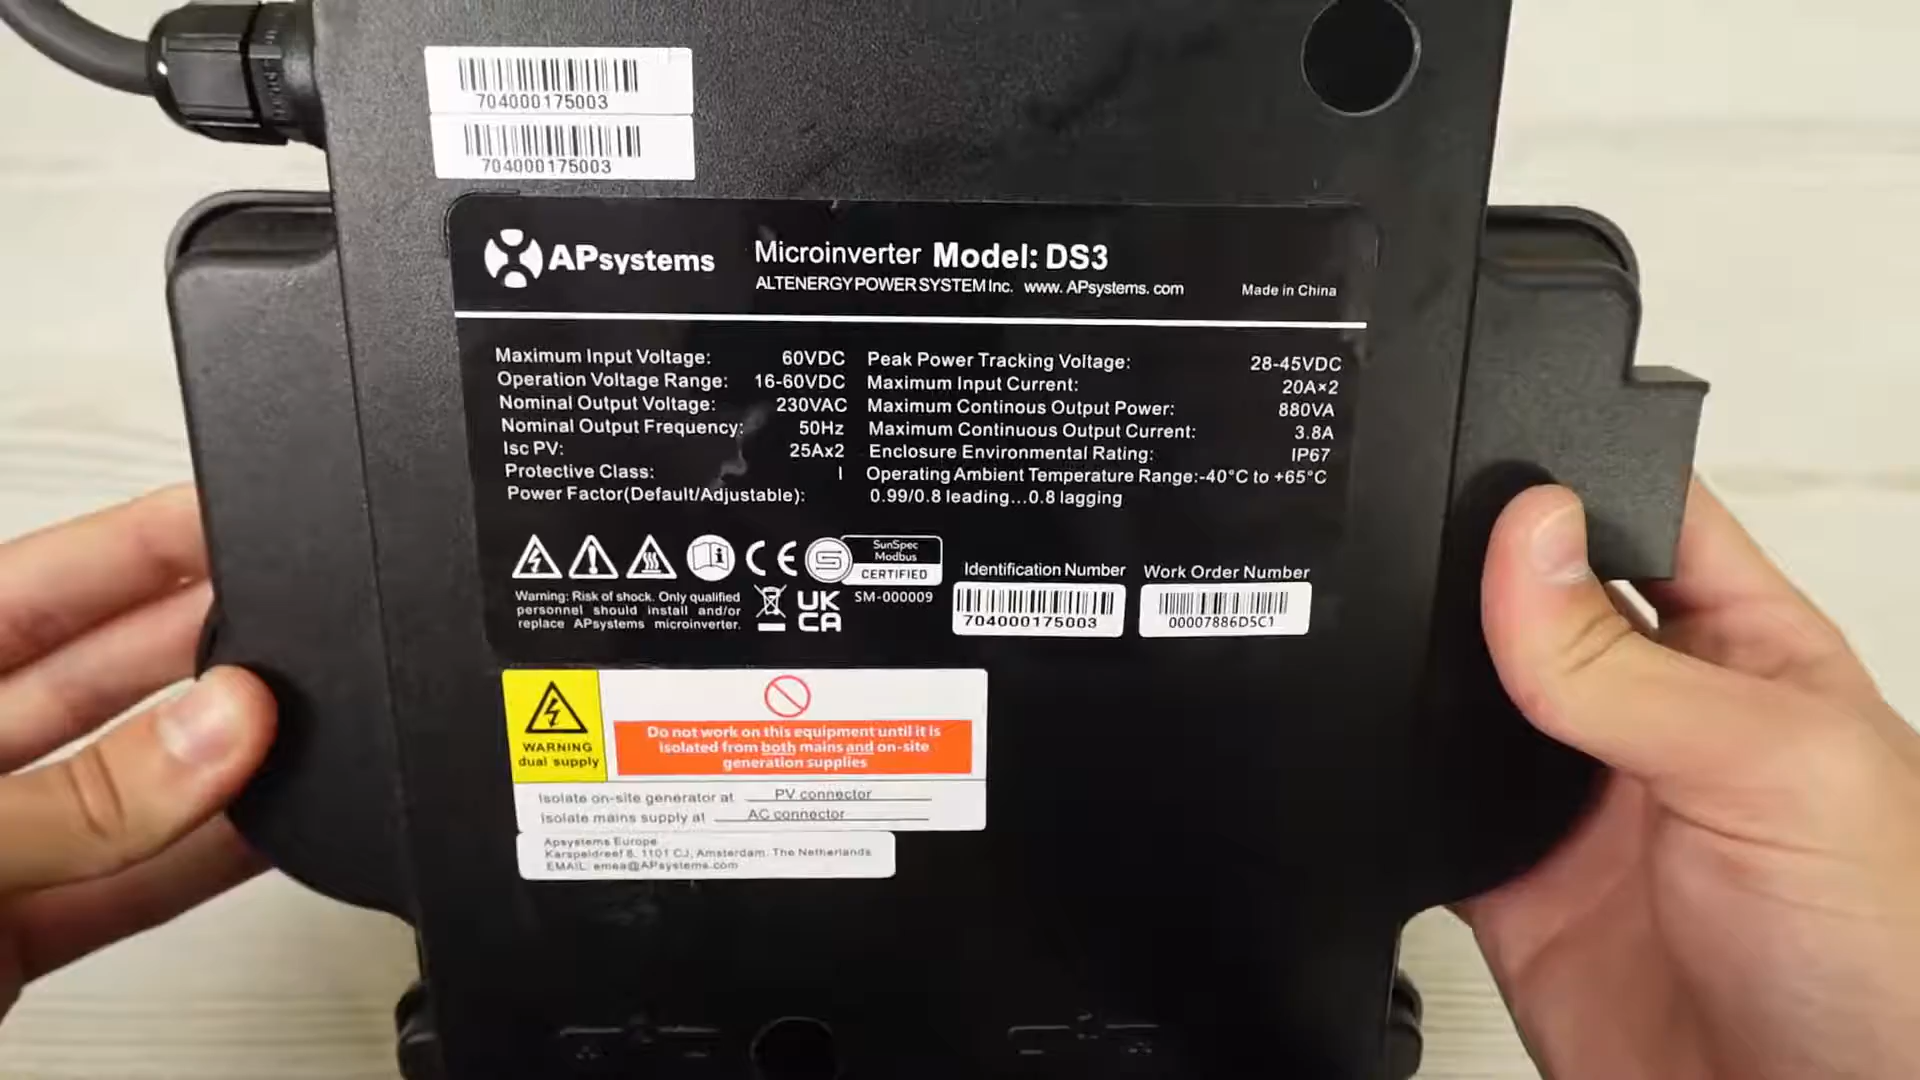 704000175003
704000175003
APsystems
Microinverter Model: DS3
ALTENERGY POWER SYSTEM Inc. www. APsystems. com
Made in China
Maximum Input Voltage: 60VDC
Operation Voltage Range: 16-60VDC
Nominal Output Voltage: 230VAC
Nominal Output Frequency: 50Hz
Isc PV: 25Ax2
Protective Class: I
Power Factor(Default/Adjustable): 0.99/0.8 leading...0.8 lagging
Peak Power Tracking Voltage: 28-45VDC
Maximum Input Current: 20A×2
Maximum Continous Output Power: 880VA
Maximum Continuous Output Current: 3.8A
Enclosure Environmental Rating: IP67
Operating Ambient Temperature Range:-40°C to +65°C
CE
SunSpec
Modbus
CERTIFIED
SM-000009
UK
CA
Warning: Risk of shock. Only qualified
personnel should install and/or
replace APsystems microinverter.
Identification Number
704000175003
Work Order Number
00007886DSC1
WARNING
dual supply
Do not work on this equipment until it is
isolated from both mains and on-site
generation supplies
Isolate on-site generator at PV connector
Isolate mains supply at AC connector
Apsystems Europe
Karspeldreef 8, 1101 CJ, Amsterdam, The Netherlands
EMAIL: emea@APsystems.com